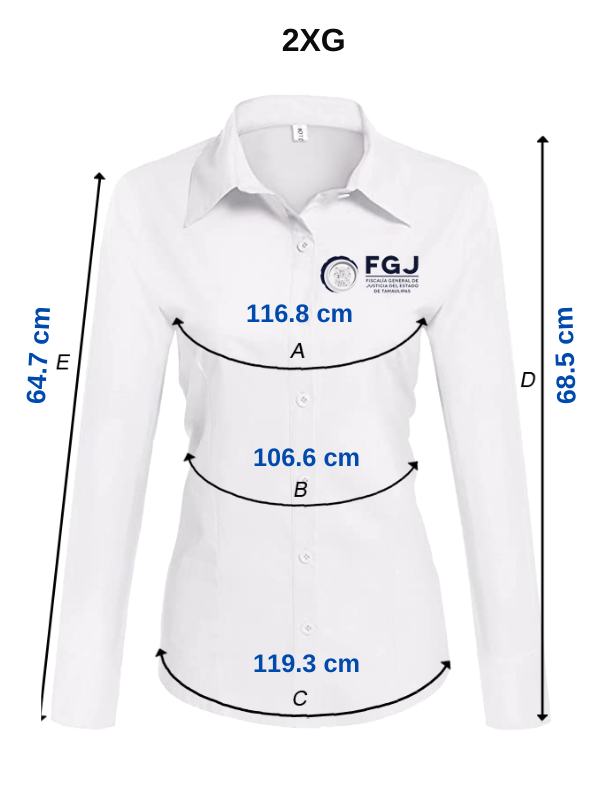 2XG
FGJ
FISCALÍA GENERAL DE
JUSTICIA DEL ESTADO
DE TAMAULIPAS
116.8 cm
A
64.7 cm
E
68.5 cm
D
106.6 cm
B
119.3 cm
C